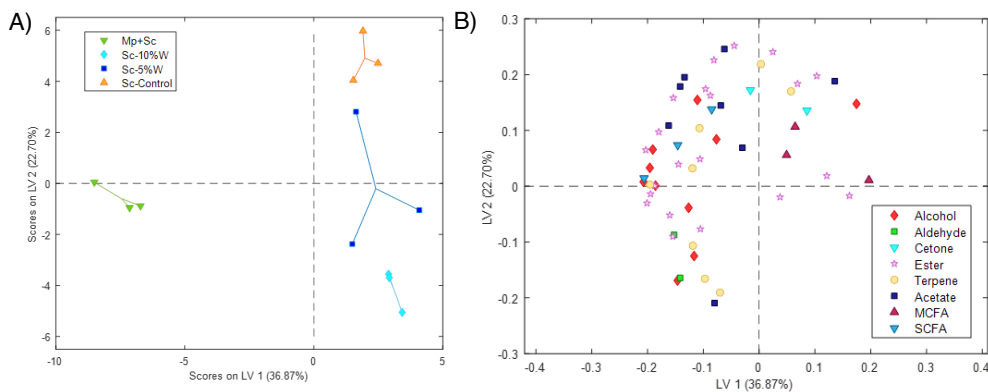 A)
Mp+Sc
Sc-10%W
Sc-5%W
Sc-Control
6
4
2
0
-2
-4
-6
-10
-5
0
5
Scores on LV 2 (22.70%)
Scores on LV 1 (36.87%)
B)
0.3
0.2
0.1
0
-0.1
-0.2
-0.3
-0.4
-0.3
-0.2
-0.1
0
0.1
0.2
0.3
0.4
LV 2 (22.70%)
LV 1 (36.87%)
Alcohol
Aldehyde
Cetone
Ester
Terpene
Acetate
MCFA
SCFA